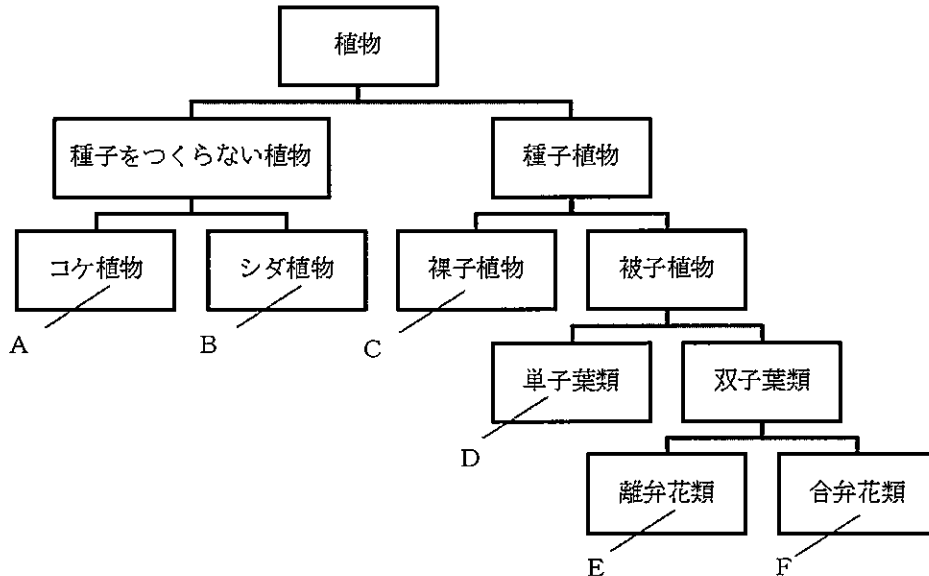 植物
種子をつくらない植物
種子植物
コケ植物
シダ植物
裸子植物
被子植物
A
B
C
単子葉類
双子葉類
D
離弁花類
合弁花類
E
F